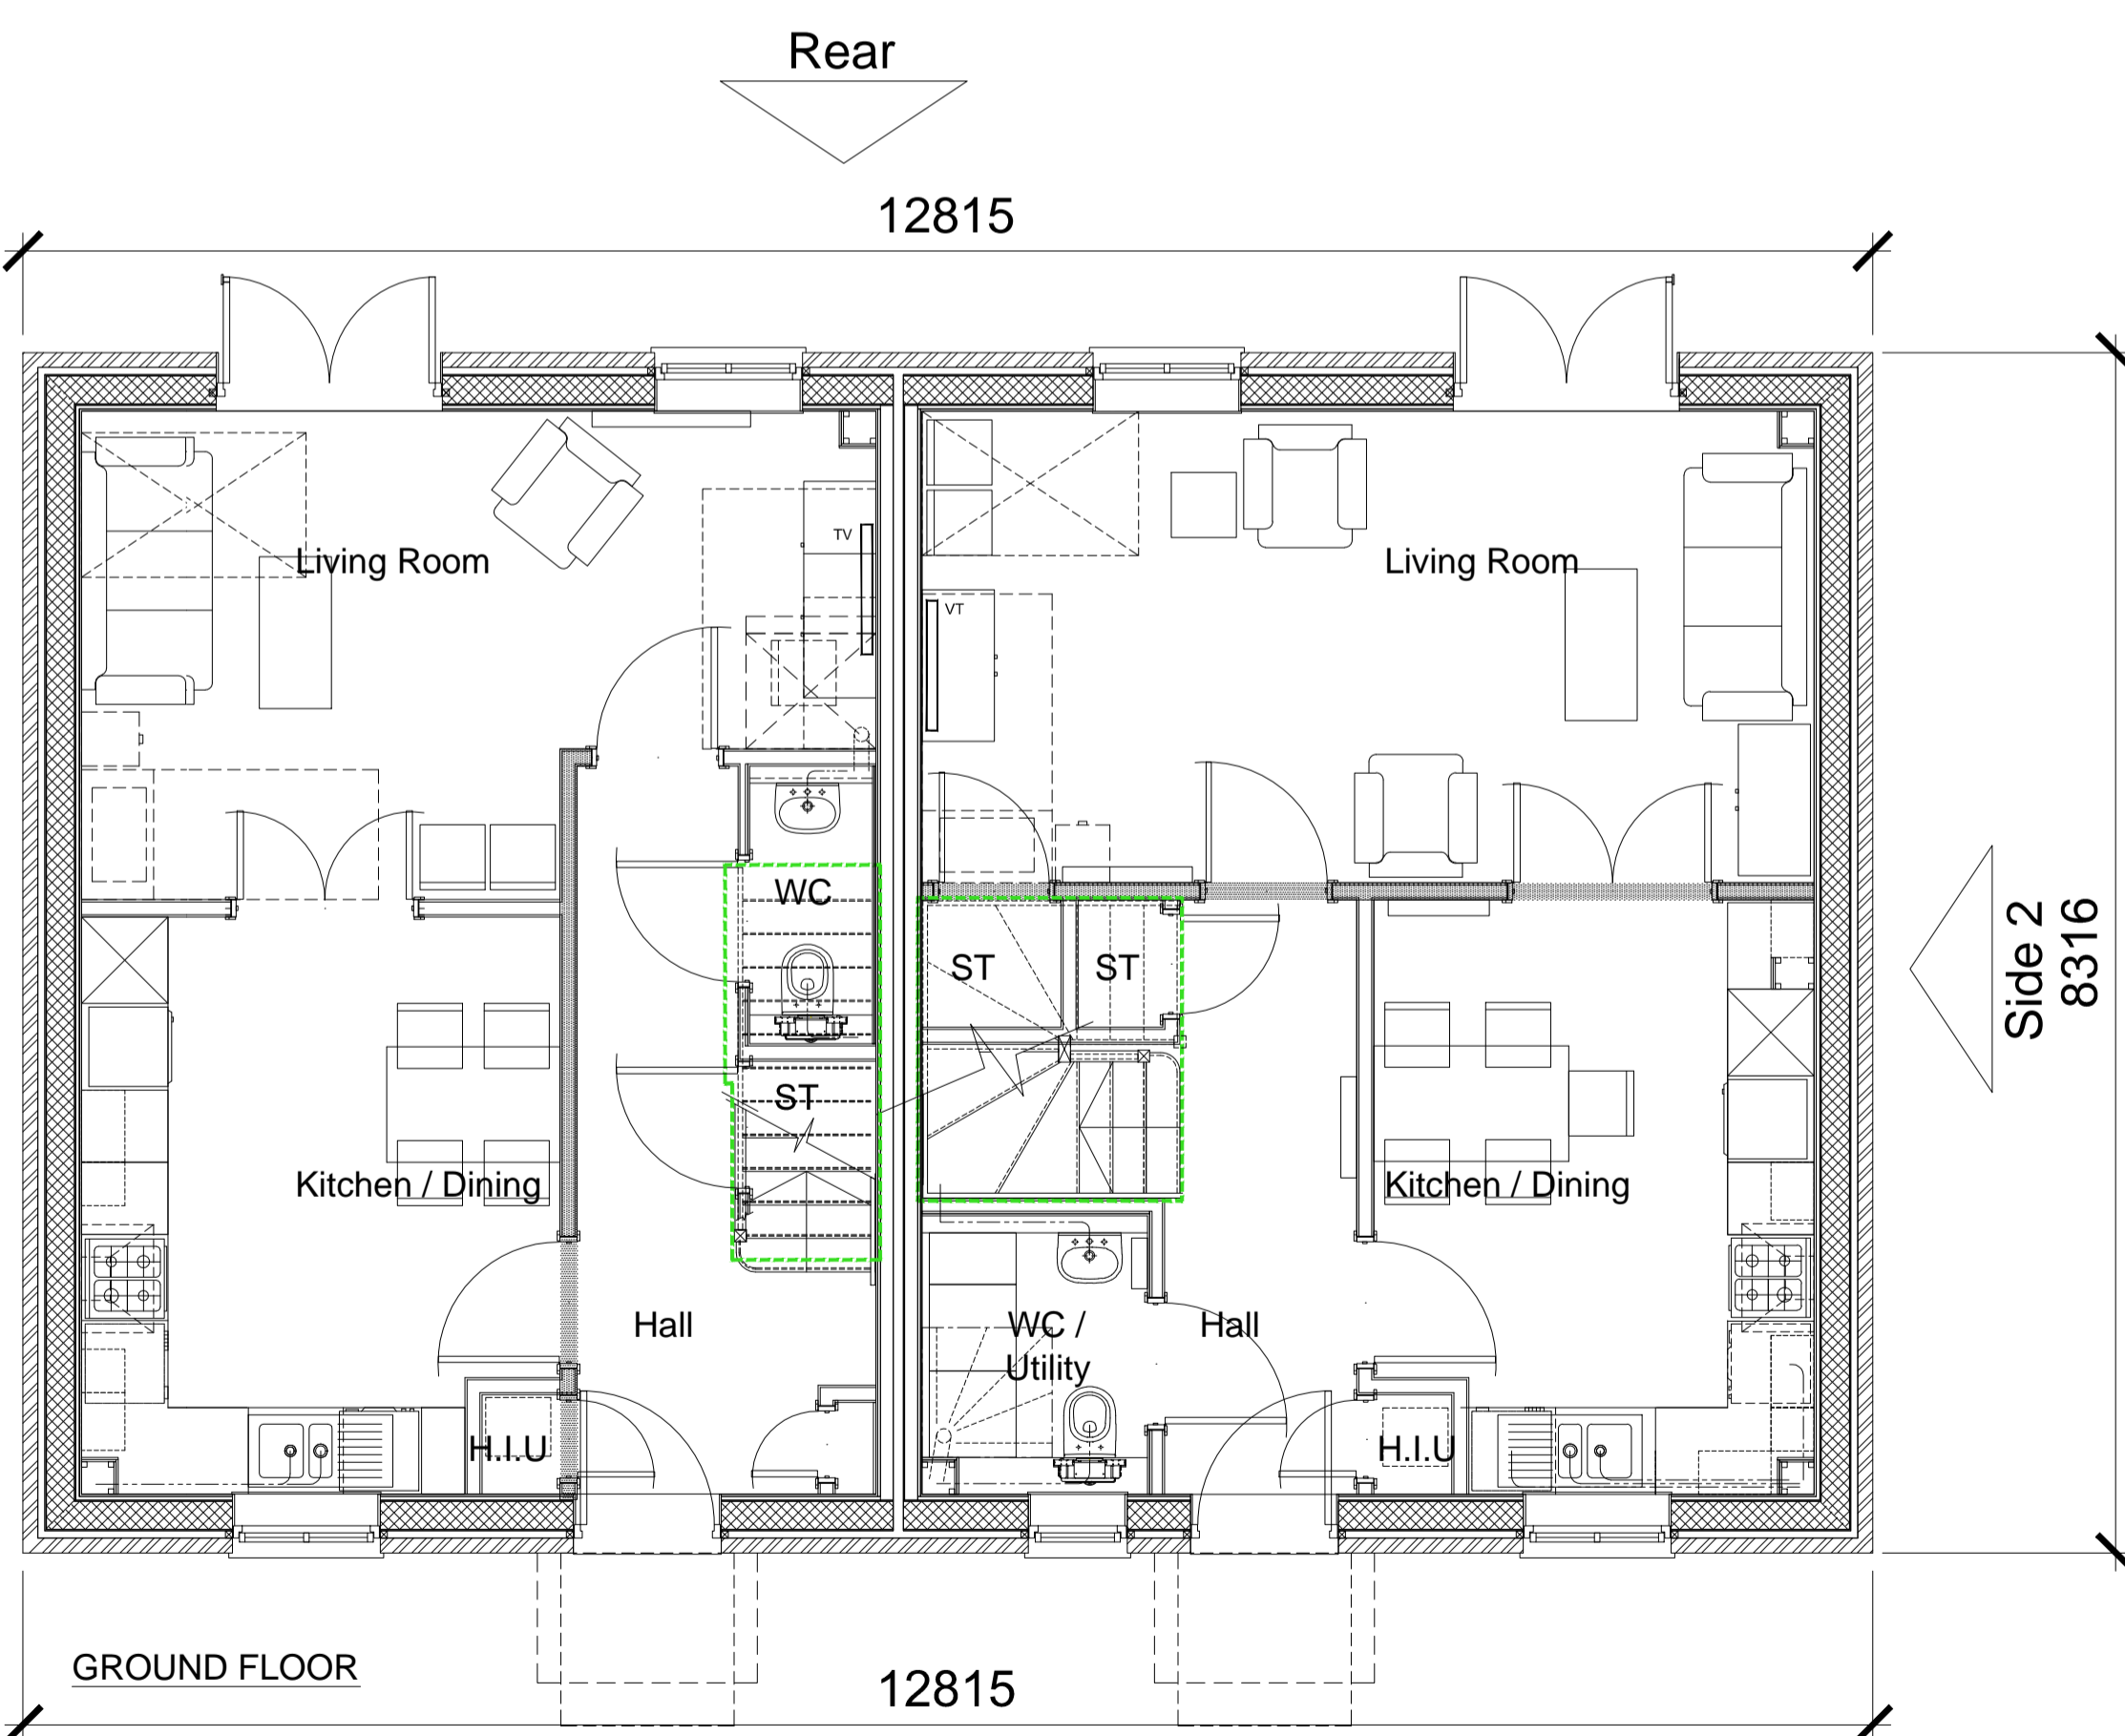 Rear
12815
TV
Living Room
Living Room
VT
WC
ST
ST
Side 2
8316
ST
Kitchen / Dining
Kitchen / Dining
Hall
WC /
Utility
Hall
H.I.U
H.I.U
GROUND FLOOR
12815